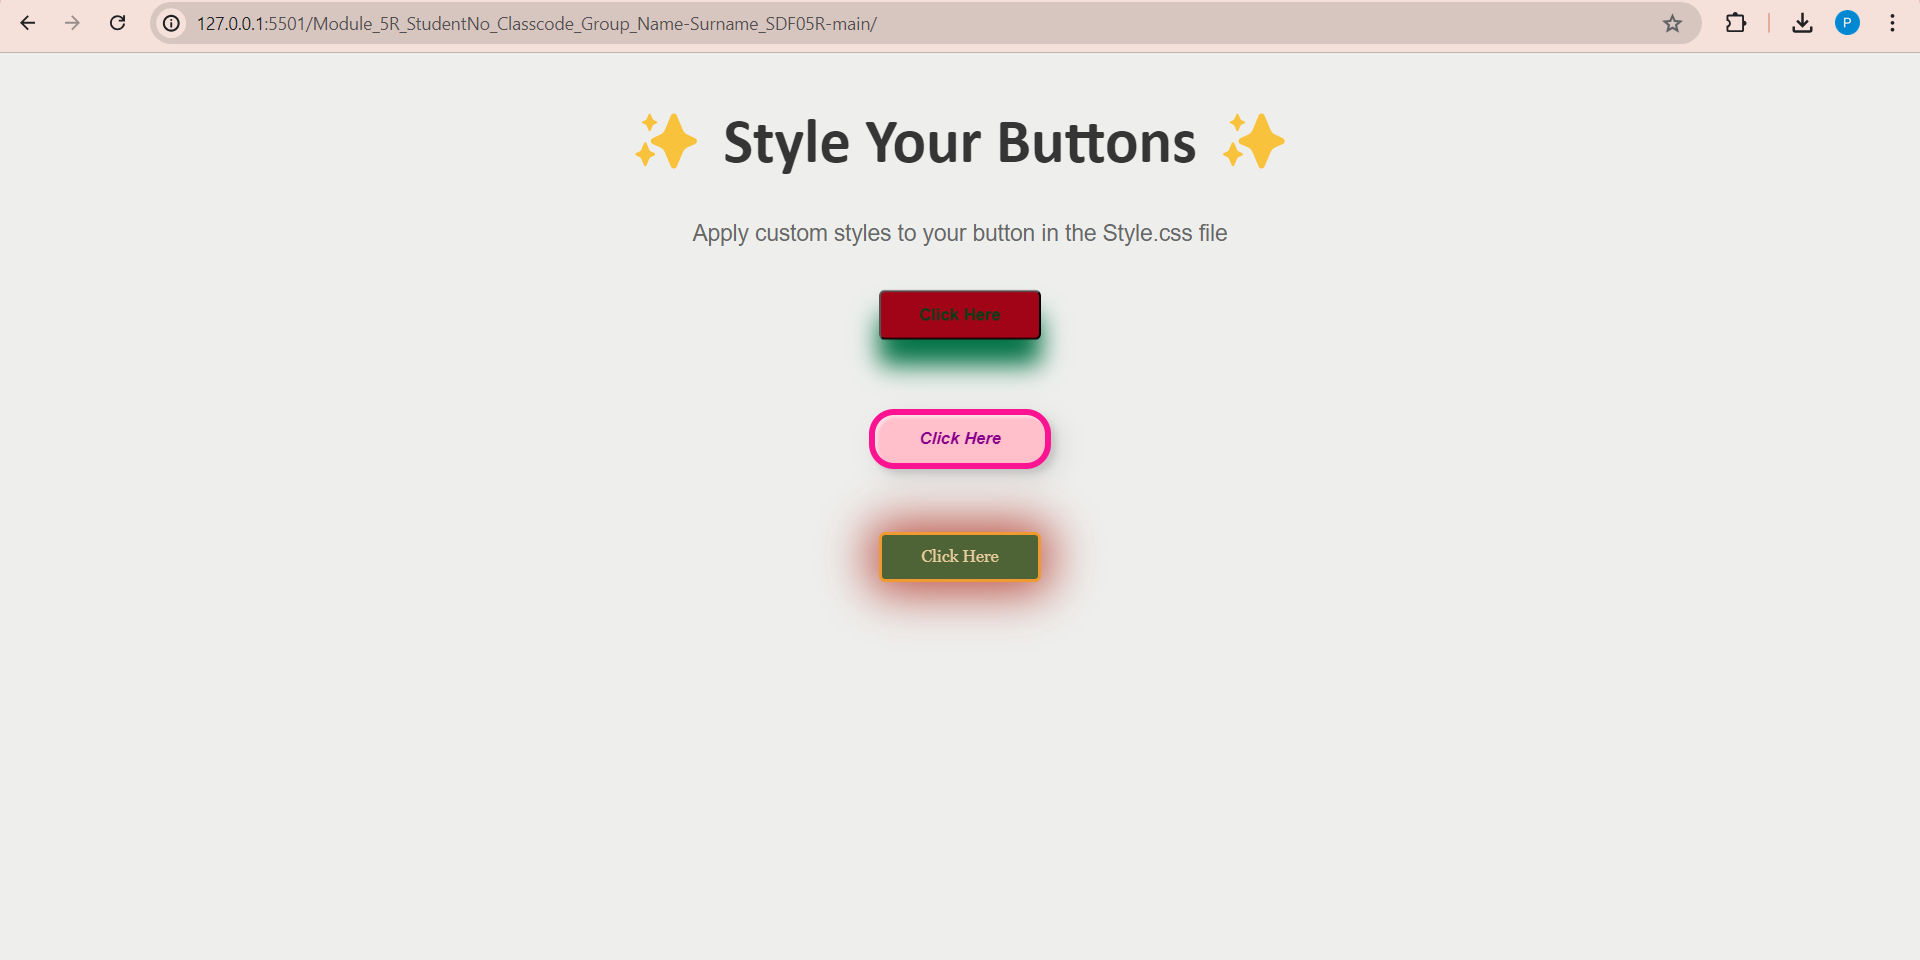 127.0.0.1:5501/Module_5R_StudentNo_Classcode_Group_Name-Surname_SDF05R-main/
P
✨ Style Your Buttons ✨
Apply custom styles to your button in the Style.css file
Click Here
Click Here
Click Here